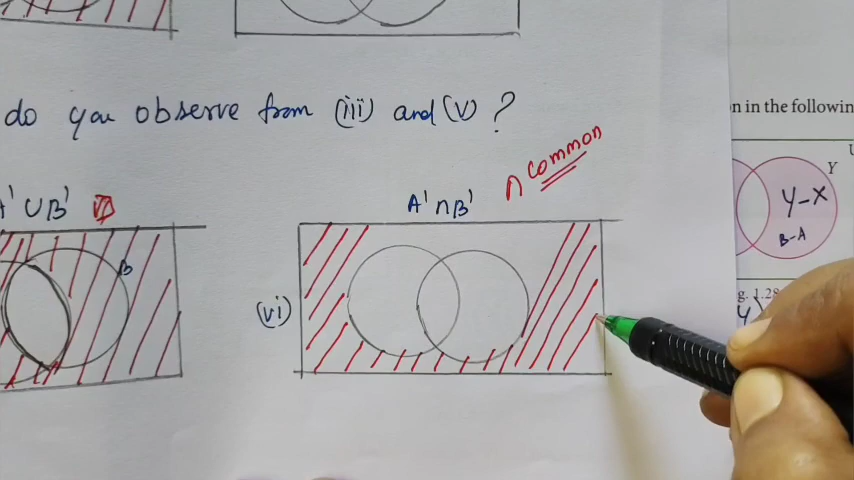 do you observe from (iii) and (v) ?
n in the followin
∩ common
A' ∪ B'
A' ∩ B'
Y
Y-X
B-A
B
(vi)
g. 1.28